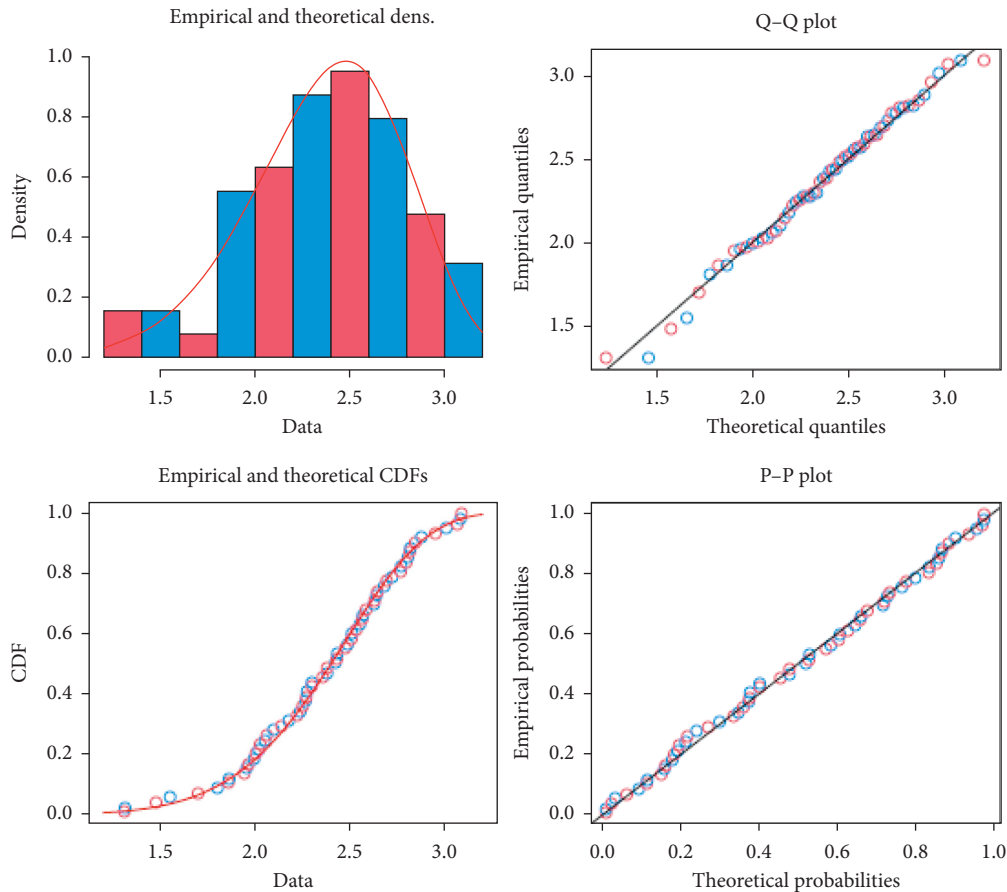 Empirical and theoretical dens.
Density
1.0
0.8
0.6
0.4
0.2
0.0
1.5 2.0 2.5 3.0
Data
Q–Q plot
Empirical quantiles
3.0
2.5
2.0
1.5
1.5 2.0 2.5 3.0
Theoretical quantiles
Empirical and theoretical CDFs
CDF
1.0
0.8
0.6
0.4
0.2
0.0
1.5 2.0 2.5 3.0
Data
P–P plot
Empirical probabilities
1.0
0.8
0.6
0.4
0.2
0.0
0.0 0.2 0.4 0.6 0.8 1.0
Theoretical probabilities